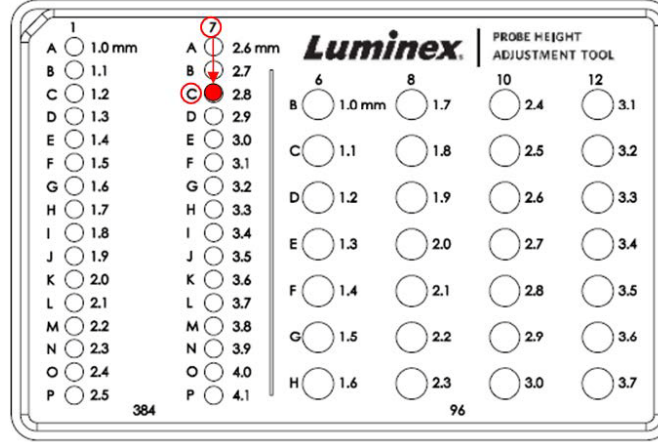 Luminex
PROBE HEIGHT
ADJUSTMENT TOOL
1 7
A 1.0 mm A 2.6 mm
B 1.1 B 2.7
C 1.2 C 2.8
D 1.3 D 2.9
E 1.4 E 3.0
F 1.5 F 3.1
G 1.6 G 3.2
H 1.7 H 3.3
I 1.8 I 3.4
J 1.9 J 3.5
K 2.0 K 3.6
L 2.1 L 3.7
M 2.2 M 3.8
N 2.3 N 3.9
O 2.4 O 4.0
P 2.5 P 4.1
384
6 8 10 12
B 1.0 mm 1.7 2.4 3.1
C 1.1 1.8 2.5 3.2
D 1.2 1.9 2.6 3.3
E 1.3 2.0 2.7 3.4
F 1.4 2.1 2.8 3.5
G 1.5 2.2 2.9 3.6
H 1.6 2.3 3.0 3.7
96